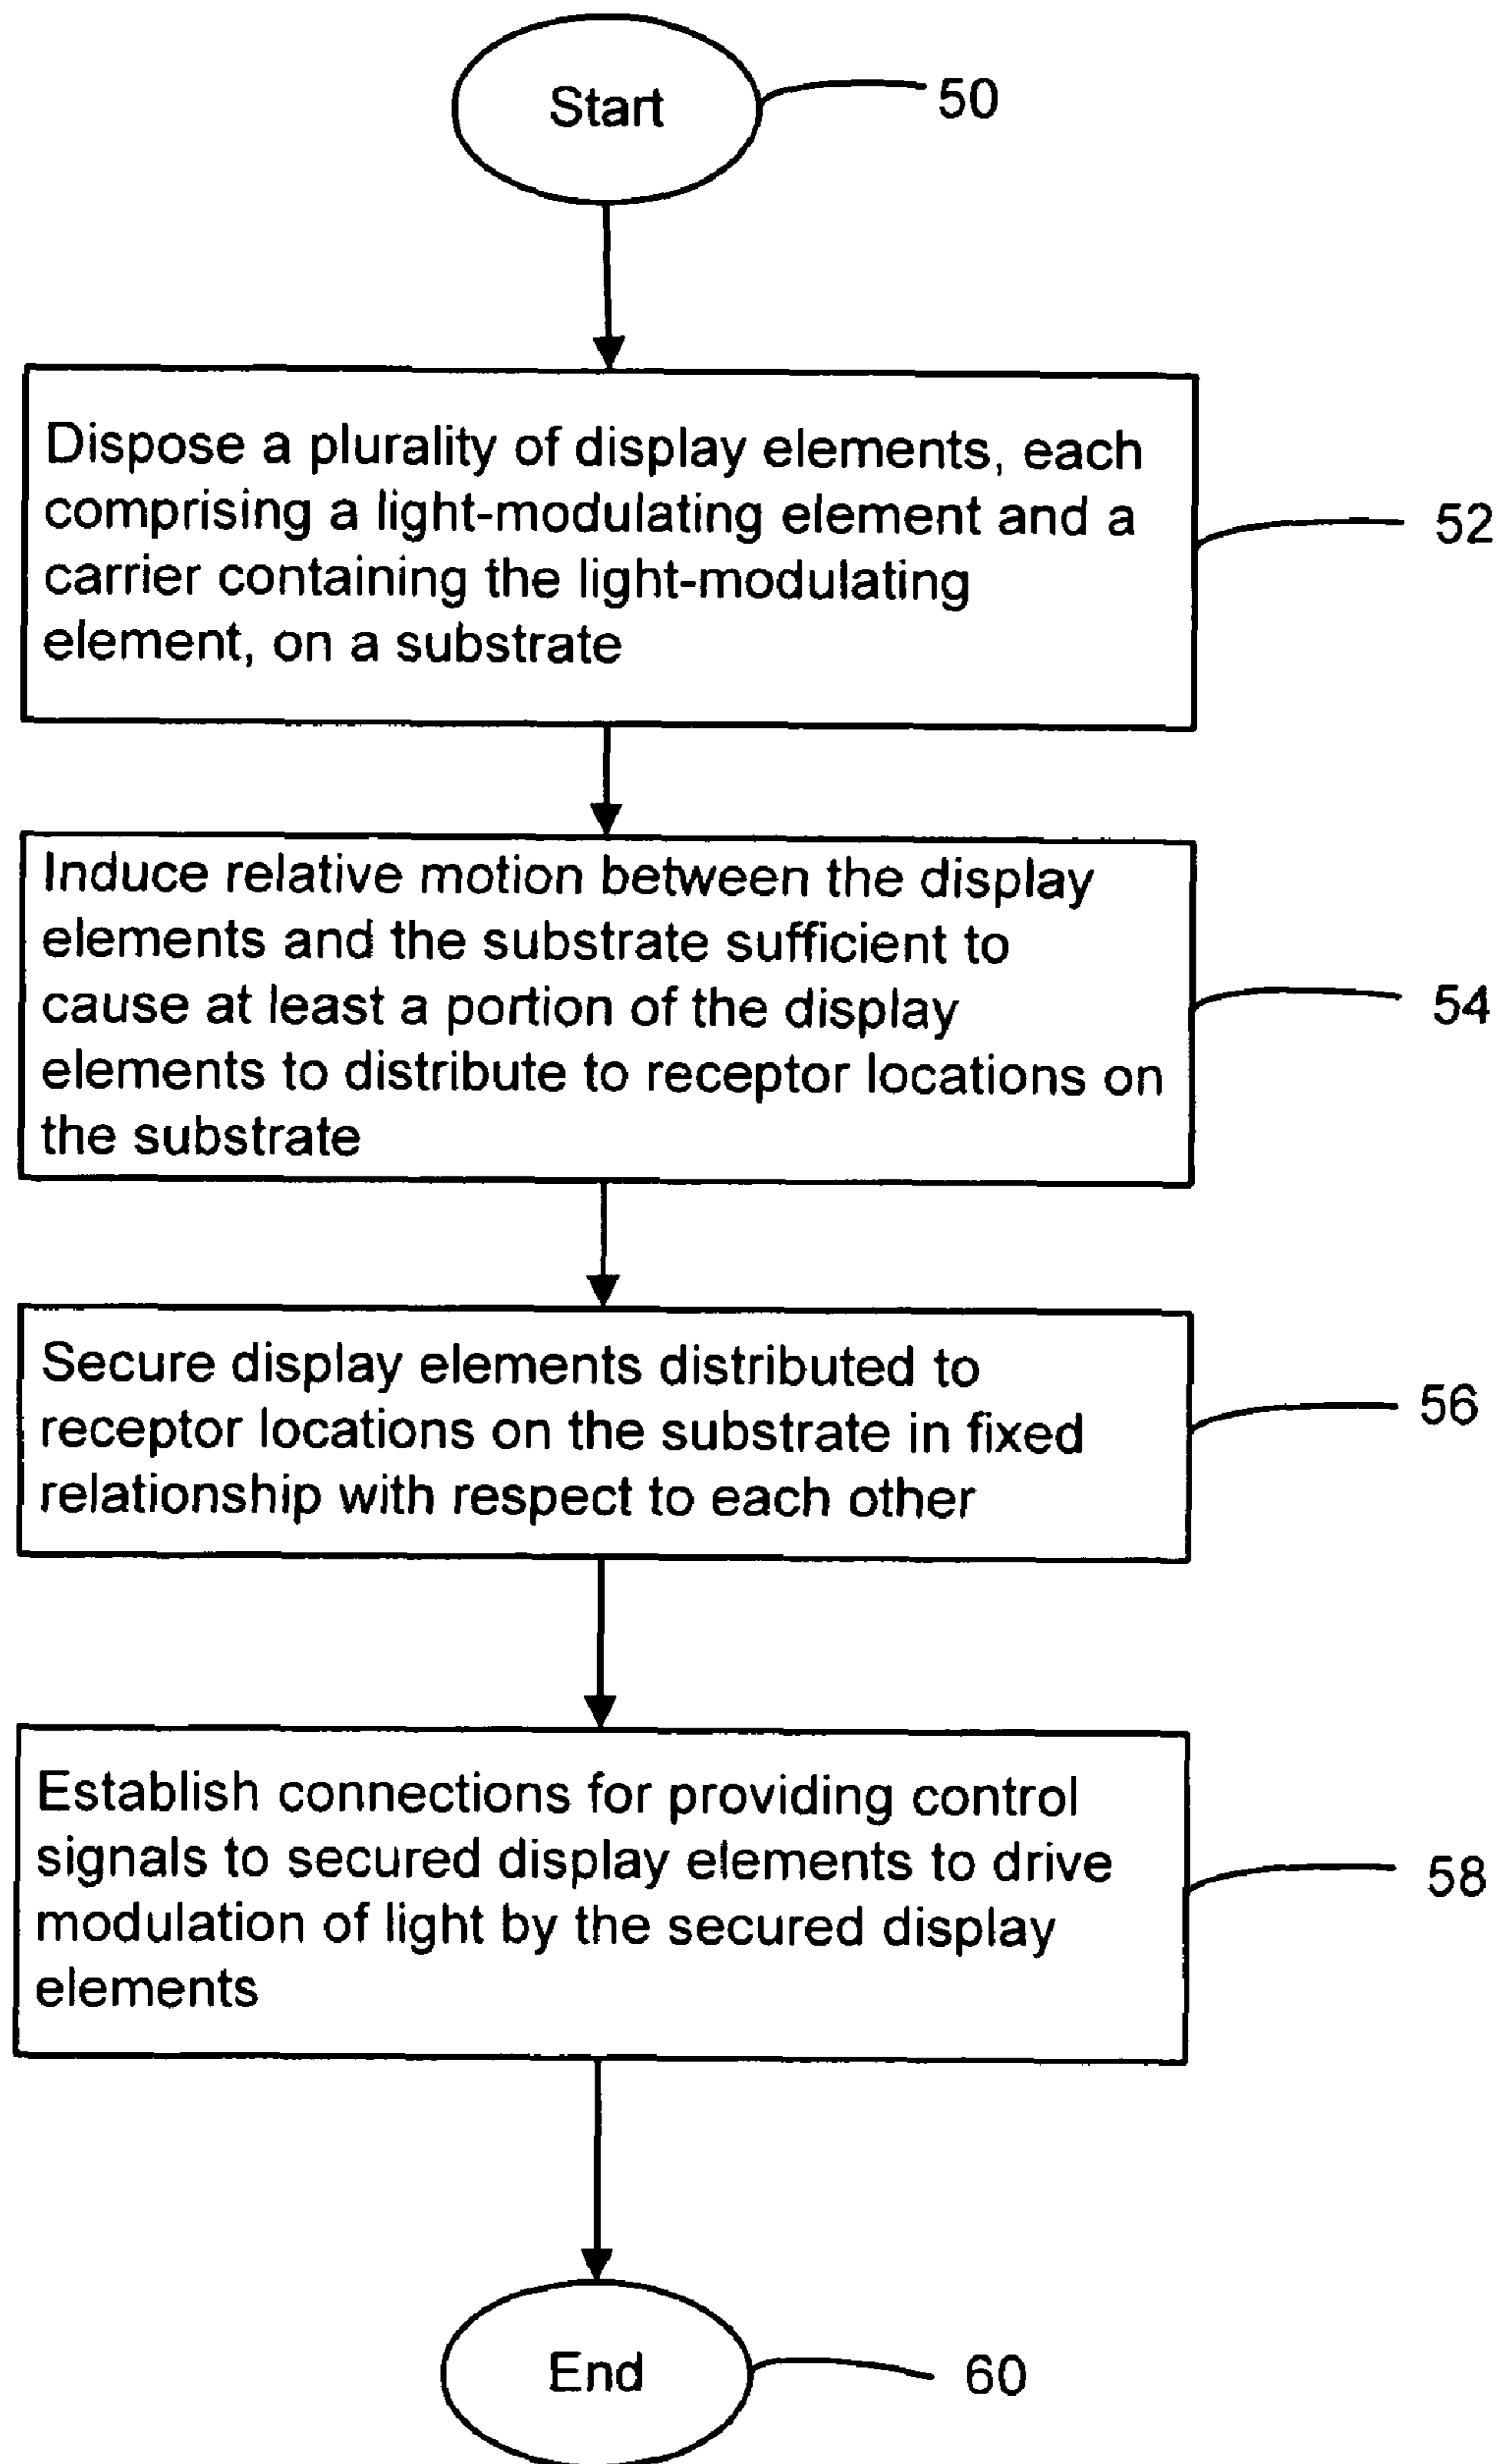 Start
50
Dispose a plurality of display elements, each
comprising a light-modulating element and a
carrier containing the light-modulating
element, on a substrate
52
Induce relative motion between the display
elements and the substrate sufficient to
cause at least a portion of the display
elements to distribute to receptor locations on
the substrate
54
Secure display elements distributed to
receptor locations on the substrate in fixed
relationship with respect to each other
56
Establish connections for providing control
signals to secured display elements to drive
modulation of light by the secured display
elements
58
End
60